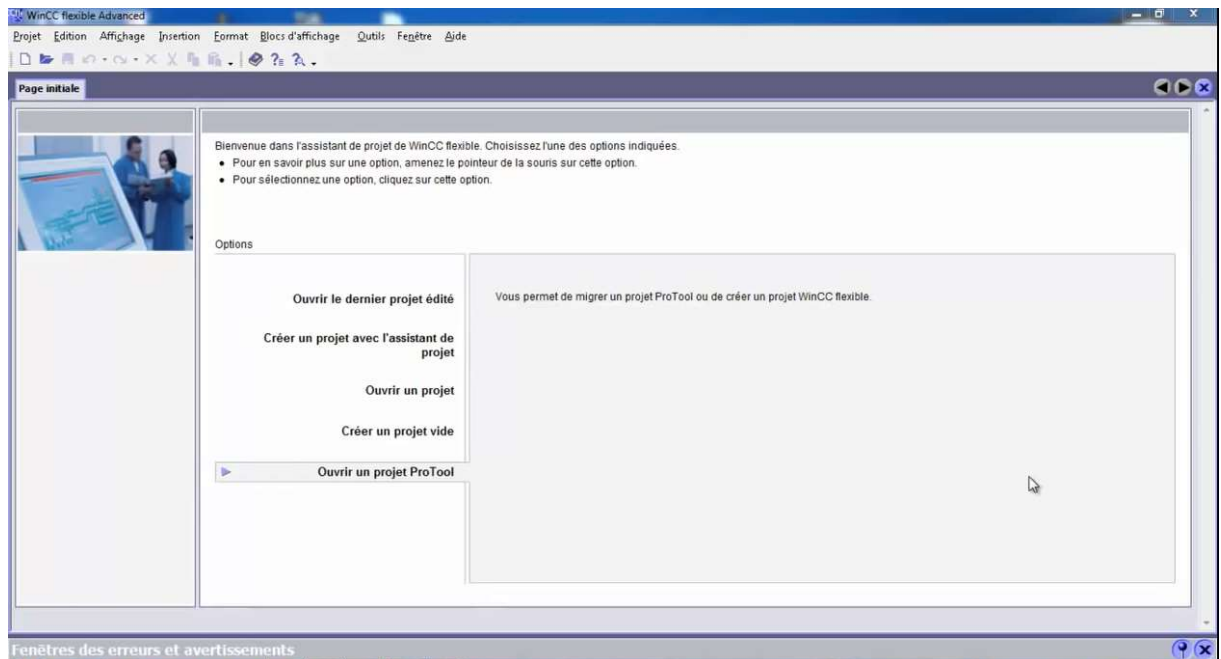 WinCC flexible Advanced
Projet Edition Affichage Insertion Format Blocs d'affichage Outils Fenêtre Aide
Page initiale
Bienvenue dans l'assistant de projet de WinCC flexible. Choisissez l'une des options indiquées.
• Pour en savoir plus sur une option, amenez le pointeur de la souris sur cette option.
• Pour sélectionnez une option, cliquez sur cette option.
Options
Ouvrir le dernier projet édité
Vous permet de migrer un projet ProTool ou de créer un projet WinCC flexible.
Créer un projet avec l'assistant de
projet
Ouvrir un projet
Créer un projet vide
Ouvrir un projet ProTool
Fenêtres des erreurs et avertissements